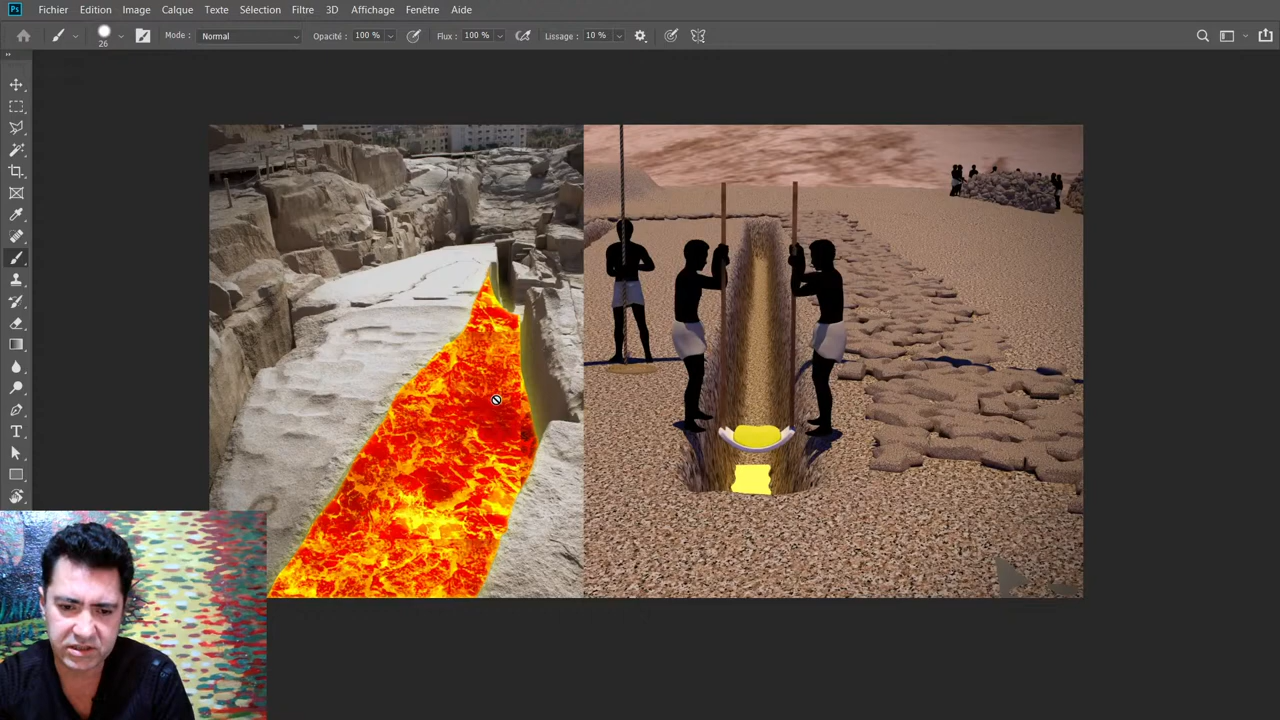 Ps Fichier Edition Image Calque Texte Sélection Filtre 3D Affichage Fenêtre Aide
26 Mode : Normal Opacité : 100 % Flux : 100 % Lissage : 10 %